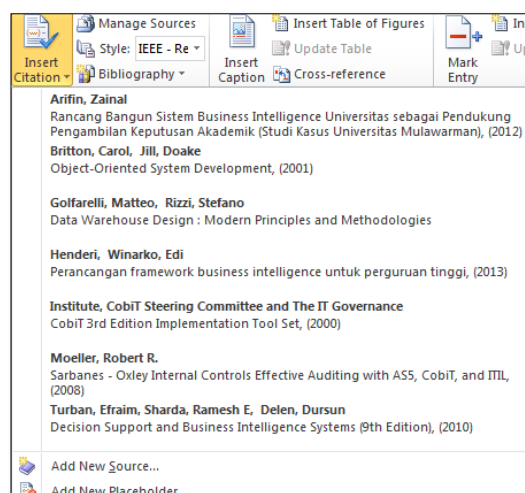 Manage Sources
Insert Table of Figures
Style: IEEE - Re
Update Table
Insert Citation
Bibliography
Insert Caption
Cross-reference
Mark Entry
Arifin, Zainal
Rancang Bangun Sistem Business Intelligence Universitas sebagai Pendukung
Pengambilan Keputusan Akademik (Studi Kasus Universitas Mulawarman), (2012)
Britton, Carol, Jill, Doake
Object-Oriented System Development, (2001)
Golfarelli, Matteo, Rizzi, Stefano
Data Warehouse Design : Modern Principles and Methodologies
Henderi, Winarko, Edi
Perancangan framework business intelligence untuk perguruan tinggi, (2013)
Institute, CobiT Steering Committee and The IT Governance
CobiT 3rd Edition Implementation Tool Set, (2000)
Moeller, Robert R.
Sarbanes - Oxley Internal Controls Effective Auditing with AS5, CobiT, and ITIL,
(2008)
Turban, Efraim, Sharda, Ramesh E, Delen, Dursun
Decision Support and Business Intelligence Systems (9th Edition), (2010)
Add New Source...
Add New Placeholder